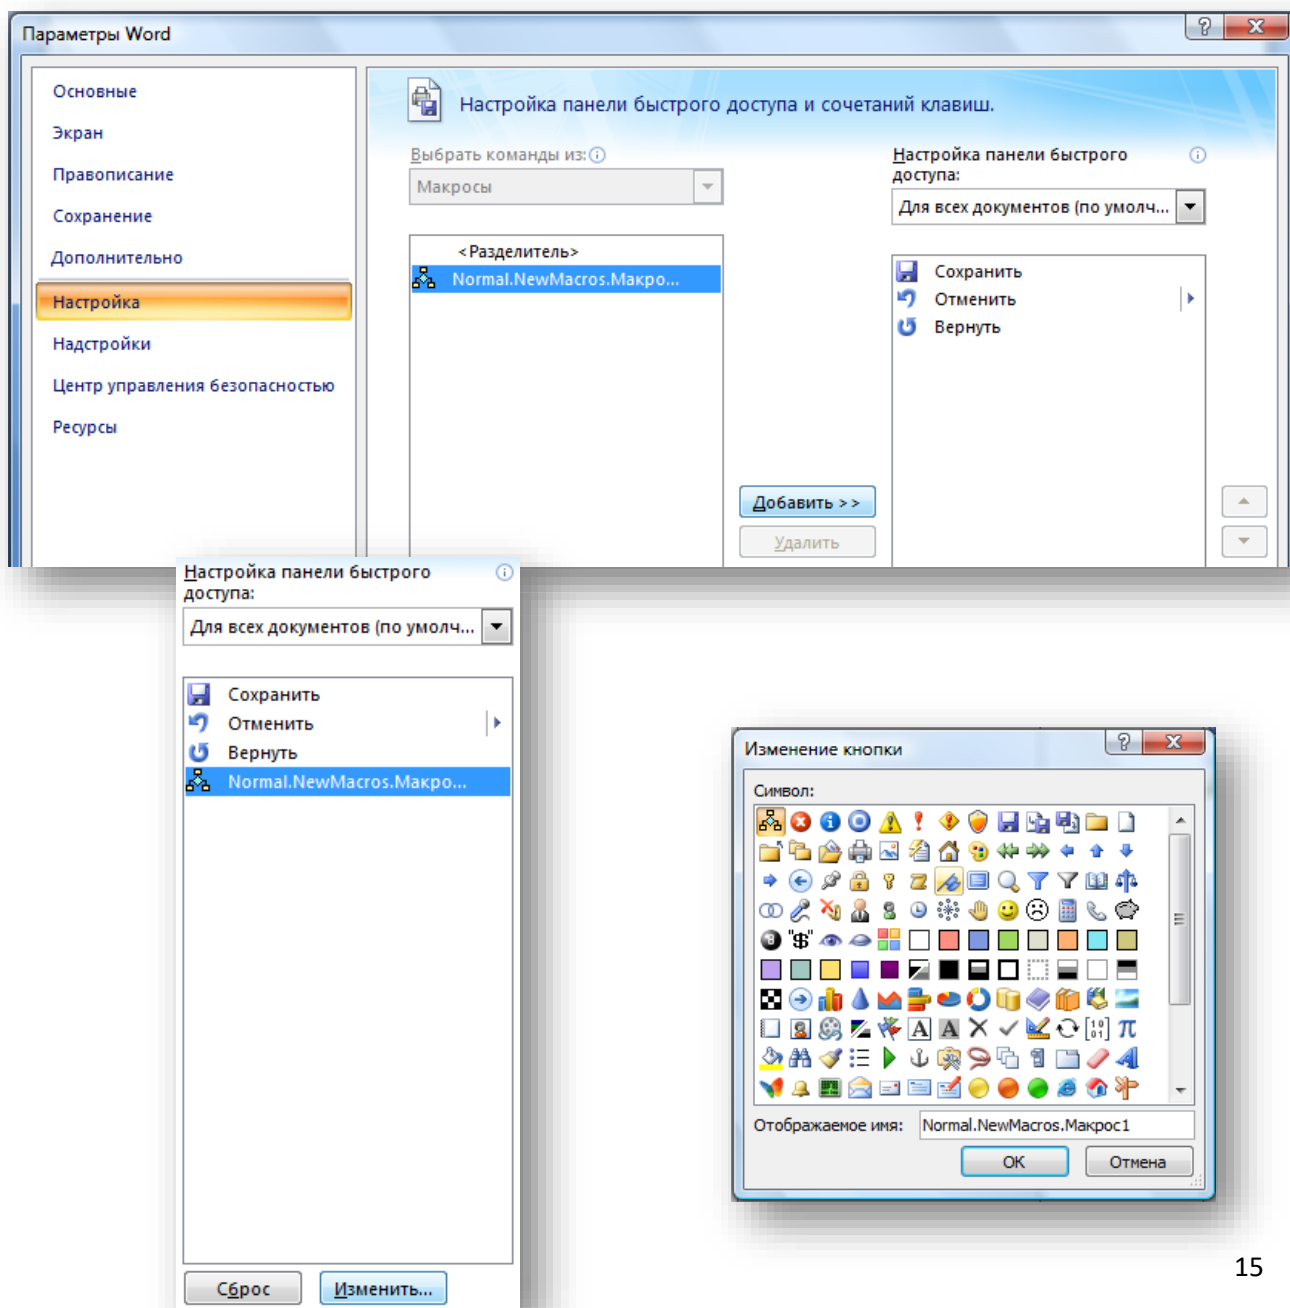 Параметры Word
Основные
Экран
Правописание
Сохранение
Дополнительно
Настройка
Надстройки
Центр управления безопасностью
Ресурсы
Настройка панели быстрого доступа и сочетаний клавиш.
Выбрать команды из:
Макросы
<Разделитель>
Normal.NewMacros.Макро...
Добавить >>
Удалить
Настройка панели быстрого
доступа:
Для всех документов (по умолч...
Сохранить
Отменить
Вернуть
Настройка панели быстрого
доступа:
Для всех документов (по умолч...
Сохранить
Отменить
Вернуть
Normal.NewMacros.Макро...
Сброс
Изменить...
Изменение кнопки
Символ:
Отображаемое имя:
Normal.NewMacros.Макрос1
ОК
Отмена
15